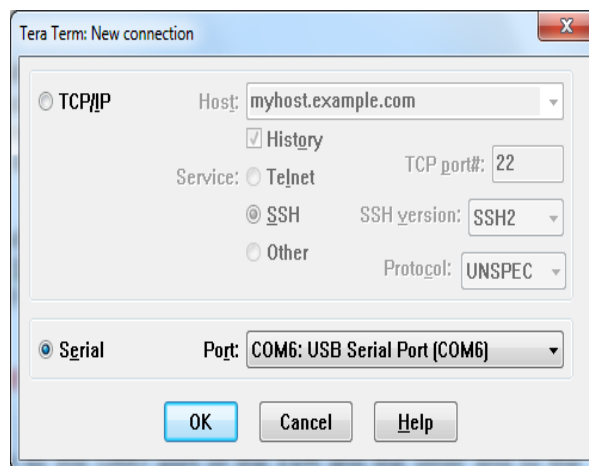 Tera Term: New connection
TCP/IP Host: myhost.example.com
History
Service: Telnet TCP port#: 22
SSH SSH version: SSH2
Other Protocol: UNSPEC
Serial Port: COM6: USB Serial Port (COM6)
OK Cancel Help